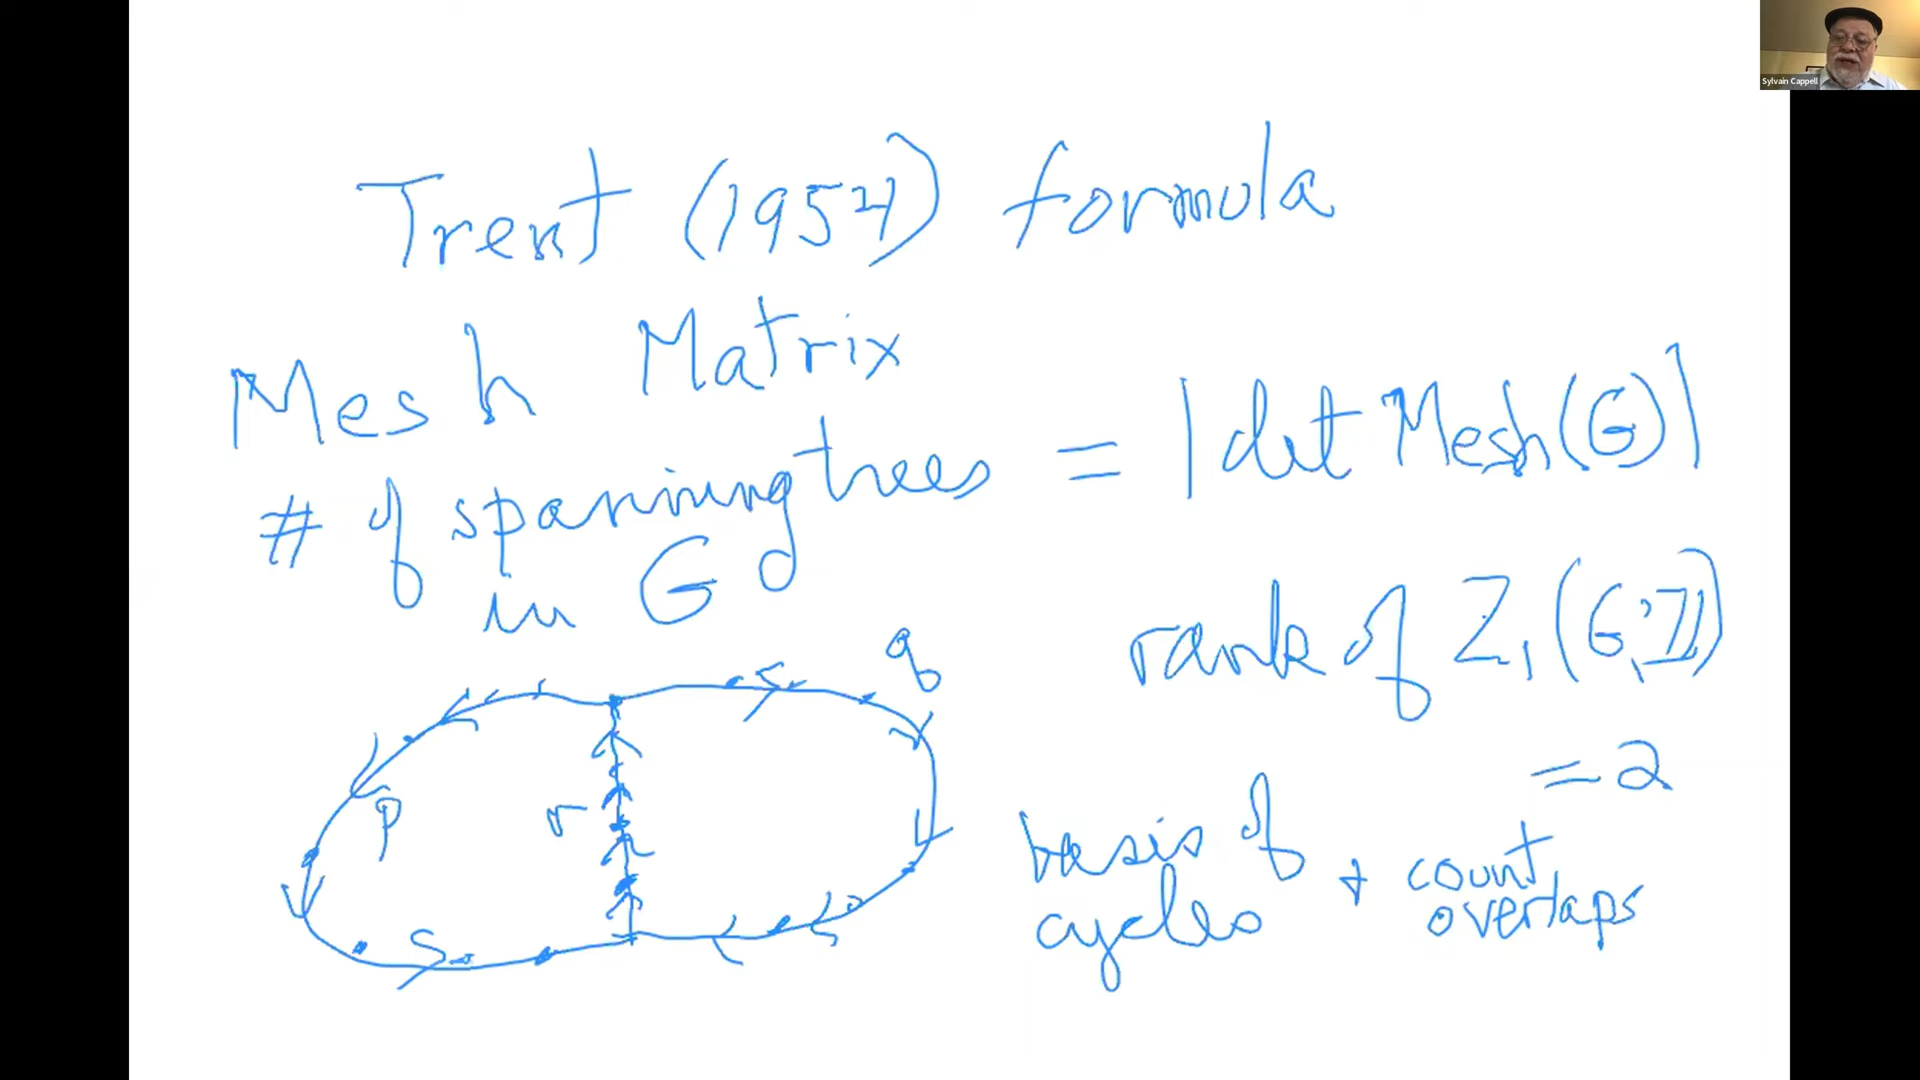 Sylvain Cappell
Trent (1954) formula
Mesh Matrix
# of spanning trees = |det Mesh(G)|
in G
rank of Z₁(G;ℤ)
= 2
q
p
r
basis of
cycles
+ count
overlaps